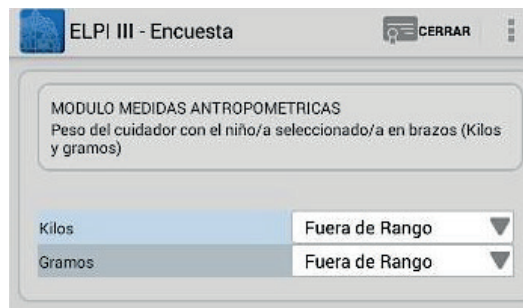 ELPI III - Encuesta
CERRAR
MODULO MEDIDAS ANTROPOMETRICAS
Peso del cuidador con el niño/a seleccionado/a en brazos (Kilos
y gramos)
Kilos
Fuera de Rango
Gramos
Fuera de Rango